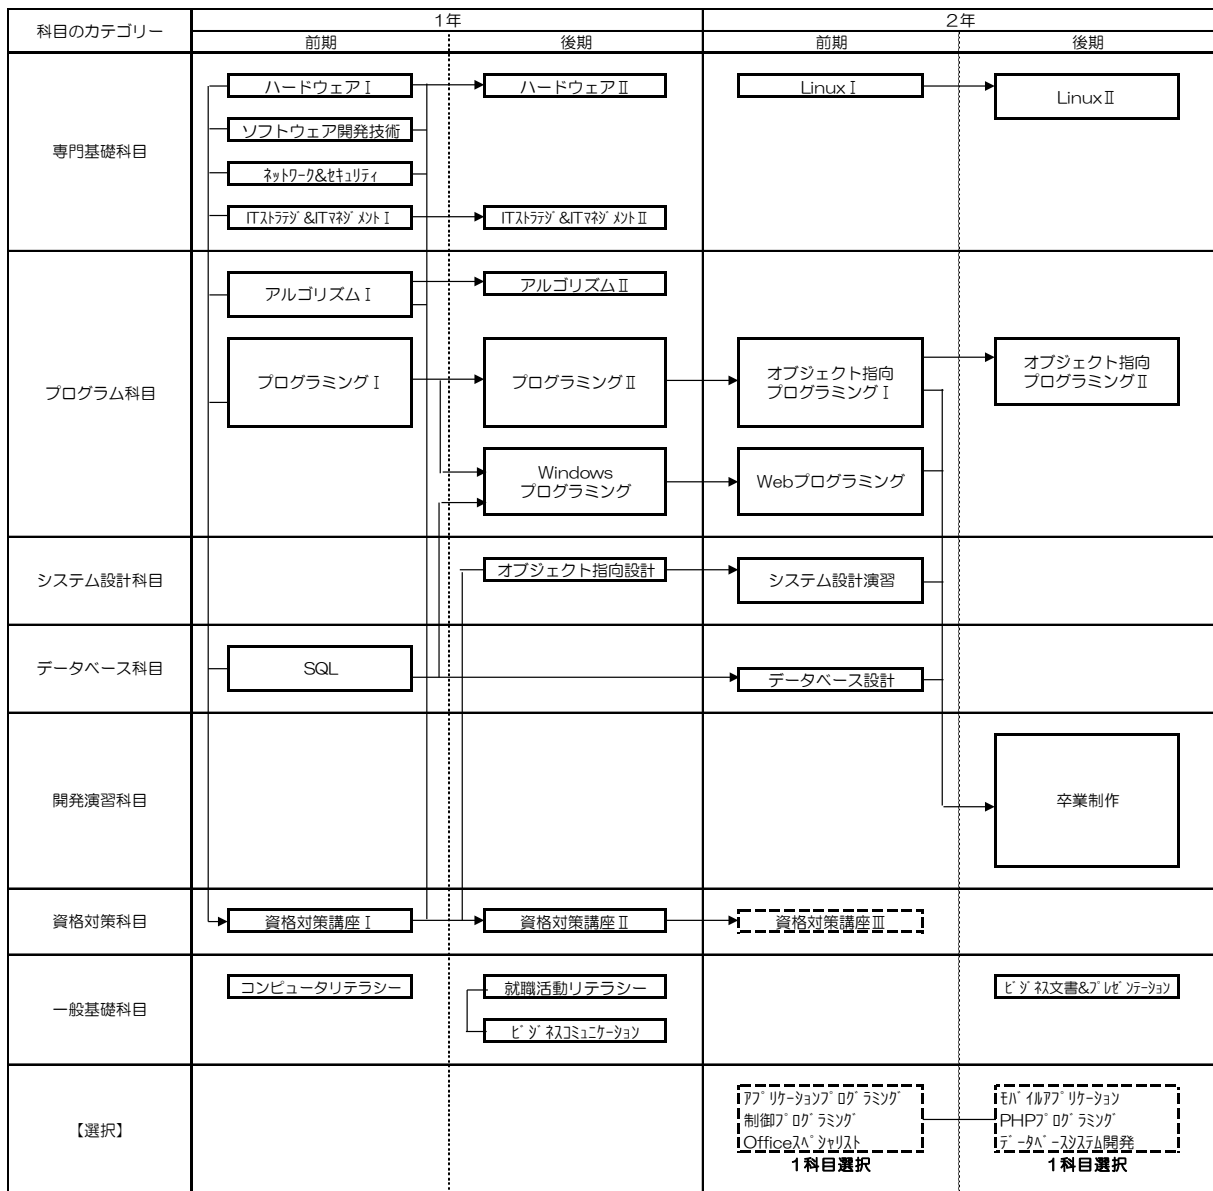 科目のカテゴリー
1年
2年
前期
後期
前期
後期
専門基礎科目
ハードウェアⅠ
ハードウェアⅡ
LinuxⅠ
LinuxⅡ
ソフトウェア開発技術
ﾈｯﾄﾜｰｸ&ｾｷｭﾘﾃｨ
ITｽﾄﾗﾃｼﾞ&ITﾏﾈｼﾞﾒﾝﾄⅠ
ITｽﾄﾗﾃｼﾞ&ITﾏﾈｼﾞﾒﾝﾄⅡ
プログラム科目
アルゴリズムⅠ
アルゴリズムⅡ
プログラミングⅠ
プログラミングⅡ
オブジェクト指向
プログラミングⅠ
オブジェクト指向
プログラミングⅡ
Windows
プログラミング
Webプログラミング
システム設計科目
オブジェクト指向設計
システム設計演習
データベース科目
SQL
データベース設計
開発演習科目
卒業制作
資格対策科目
資格対策講座Ⅰ
資格対策講座Ⅱ
資格対策講座Ⅲ
一般基礎科目
コンピュータリテラシー
就職活動リテラシー
ﾋﾞｼﾞﾈｽ文書&ﾌﾟﾚｾﾞﾝﾃｰｼｮﾝ
ﾋﾞｼﾞﾈｽｺﾐｭﾆｹｰｼｮﾝ
【選択】
ｱﾌﾟﾘｹｰｼｮﾝﾌﾟﾛｸﾞﾗﾐﾝｸﾞ
制御ﾌﾟﾛｸﾞﾗﾐﾝｸﾞ
Officeｽﾍﾟｼｬﾘｽﾄ
1科目選択
ﾓﾊﾞｲﾙｱﾌﾟﾘｹｰｼｮﾝ
PHPﾌﾟﾛｸﾞﾗﾐﾝｸﾞ
ﾃﾞｰﾀﾍﾞｰｽｼｽﾃﾑ開発
1科目選択